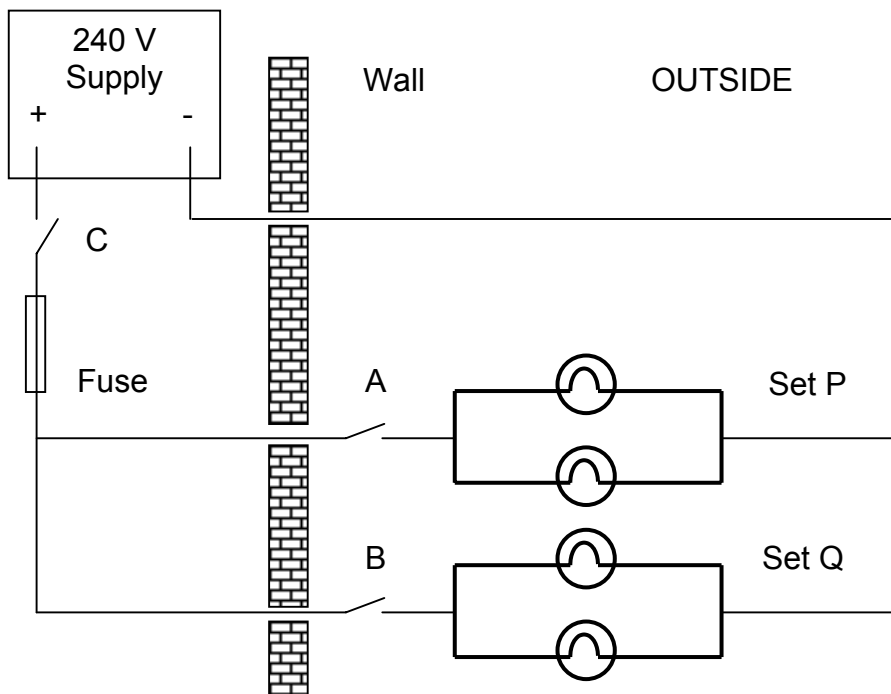 240 V
Supply
+ -
Wall
OUTSIDE
C
Fuse
A
Set P
B
Set Q